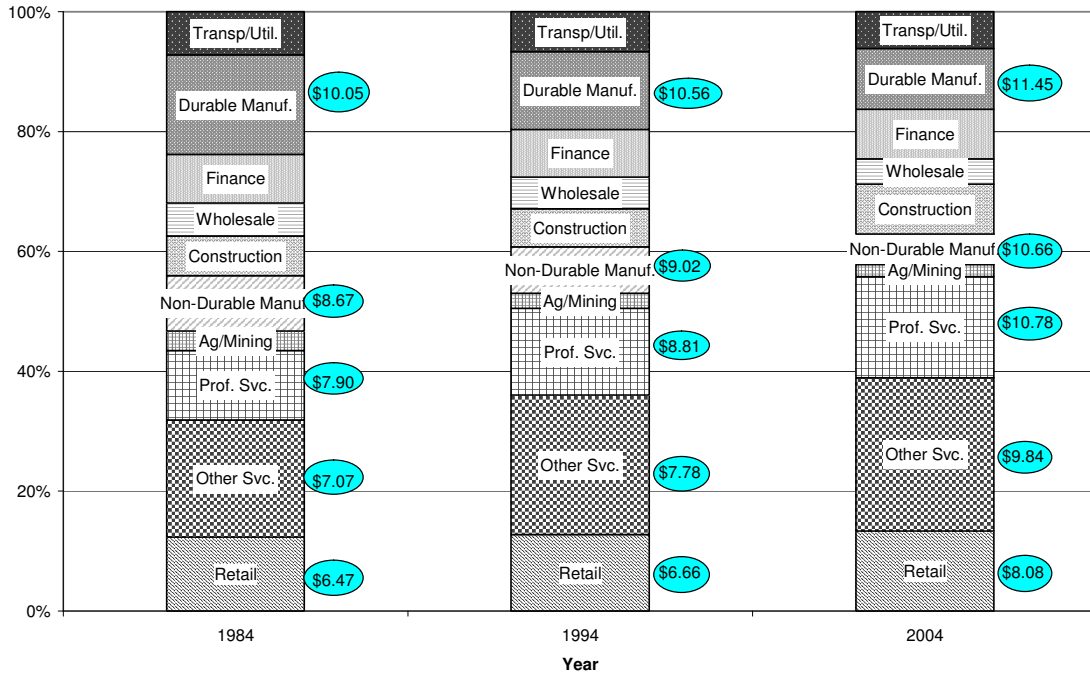 100%
80%
60%
40%
20%
0%
Transp/Util.
Durable Manuf.
$10.05
Finance
Wholesale
Construction
Non-Durable Manuf
$8.67
Ag/Mining
Prof. Svc.
$7.90
Other Svc.
$7.07
Retail
$6.47
Transp/Util.
Durable Manuf.
$10.56
Finance
Wholesale
Construction
Non-Durable Manuf.
$9.02
Ag/Mining
Prof. Svc.
$8.81
Other Svc.
$7.78
Retail
$6.66
Transp/Util.
Durable Manuf.
$11.45
Finance
Wholesale
Construction
Non-Durable Manuf.
$10.66
Ag/Mining
Prof. Svc.
$10.78
Other Svc.
$9.84
Retail
$8.08
1984
1994
2004
Year